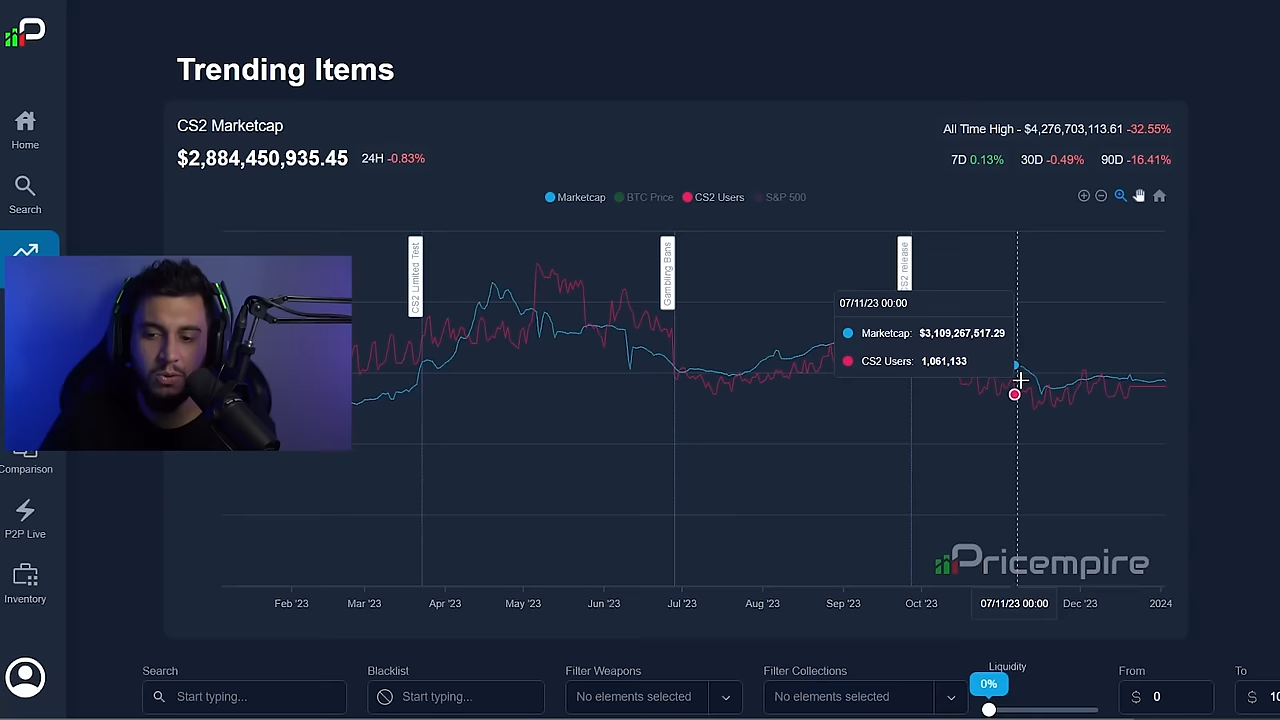 Trending Items
CS2 Marketcap
$2,884,450,935.45 24H -0.83%
All Time High - $4,276,703,113.61 -32.55%
7D 0.13% 30D -0.49% 90D -16.41%
Marketcap BTC Price CS2 Users S&P 500
Home
Search
Comparison
P2P Live
Inventory
CS2 Limited Test
Gambling Bans
CS2 release
07/11/23 00:00
Marketcap: $3,109,267,517.29
CS2 Users: 1,061,133
Pricempire
Feb '23 Mar '23 Apr '23 May '23 Jun '23 Jul '23 Aug '23 Sep '23 Oct '23 07/11/23 00:00 Dec '23 2024
Search Blacklist Filter Weapons Filter Collections Liquidity From To
Start typing... Start typing... No elements selected No elements selected 0% $ 0 $ 10